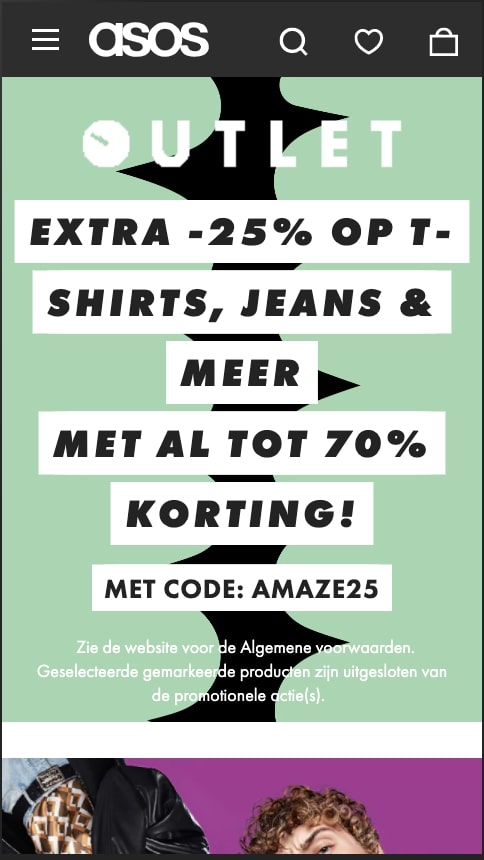 asos
OUTLET
EXTRA -25% OP T-
SHIRTS, JEANS &
MEER
MET AL TOT 70%
KORTING!
MET CODE: AMAZE25
Zie de website voor de Algemene voorwaarden.
Geselecteerde gemarkeerde producten zijn uitgesloten van
de promotionele actie(s).